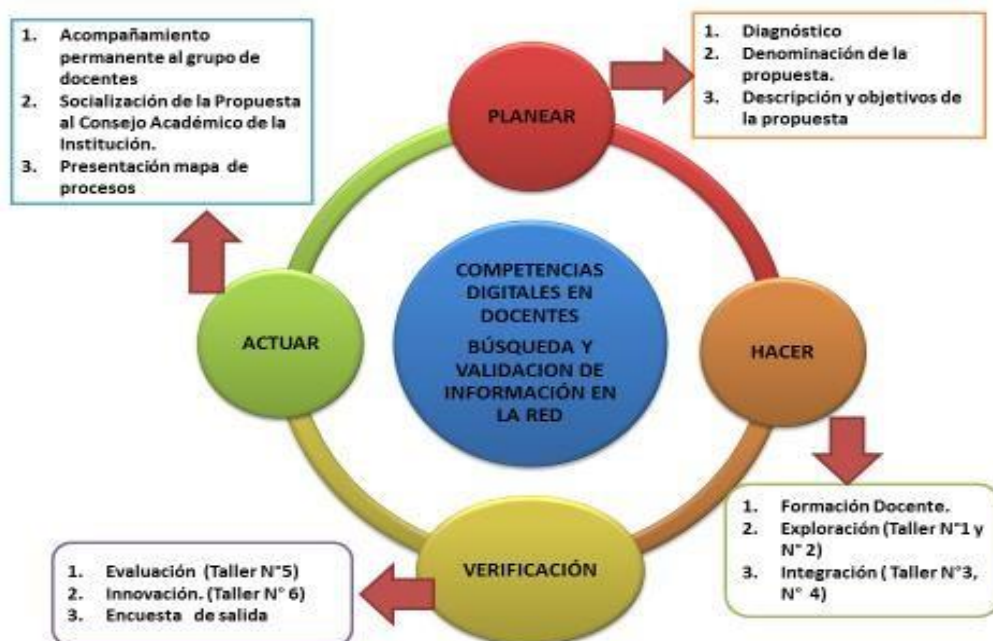 1. Acompañamiento
permanente al grupo de
docentes
2. Socialización de la Propuesta
al Consejo Académico de la
Institución.
3. Presentación mapa de
procesos
PLANEAR
1. Diagnóstico
2. Denominación de la
propuesta.
3. Descripción y objetivos de
la propuesta
ACTUAR
COMPETENCIAS
DIGITALES EN
DOCENTES
BÚSQUEDA Y
VALIDACION DE
INFORMACIÓN EN
LA RED
HACER
VERIFICACIÓN
1. Evaluación (Taller N°5)
2. Innovación. (Taller N° 6)
3. Encuesta de salida
1. Formación Docente.
2. Exploración (Taller N°1 y
N° 2)
3. Integración ( Taller N°3,
N° 4)